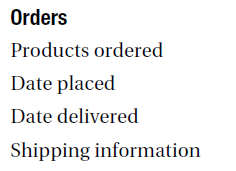 Orders
Products ordered
Date placed
Date delivered
Shipping information